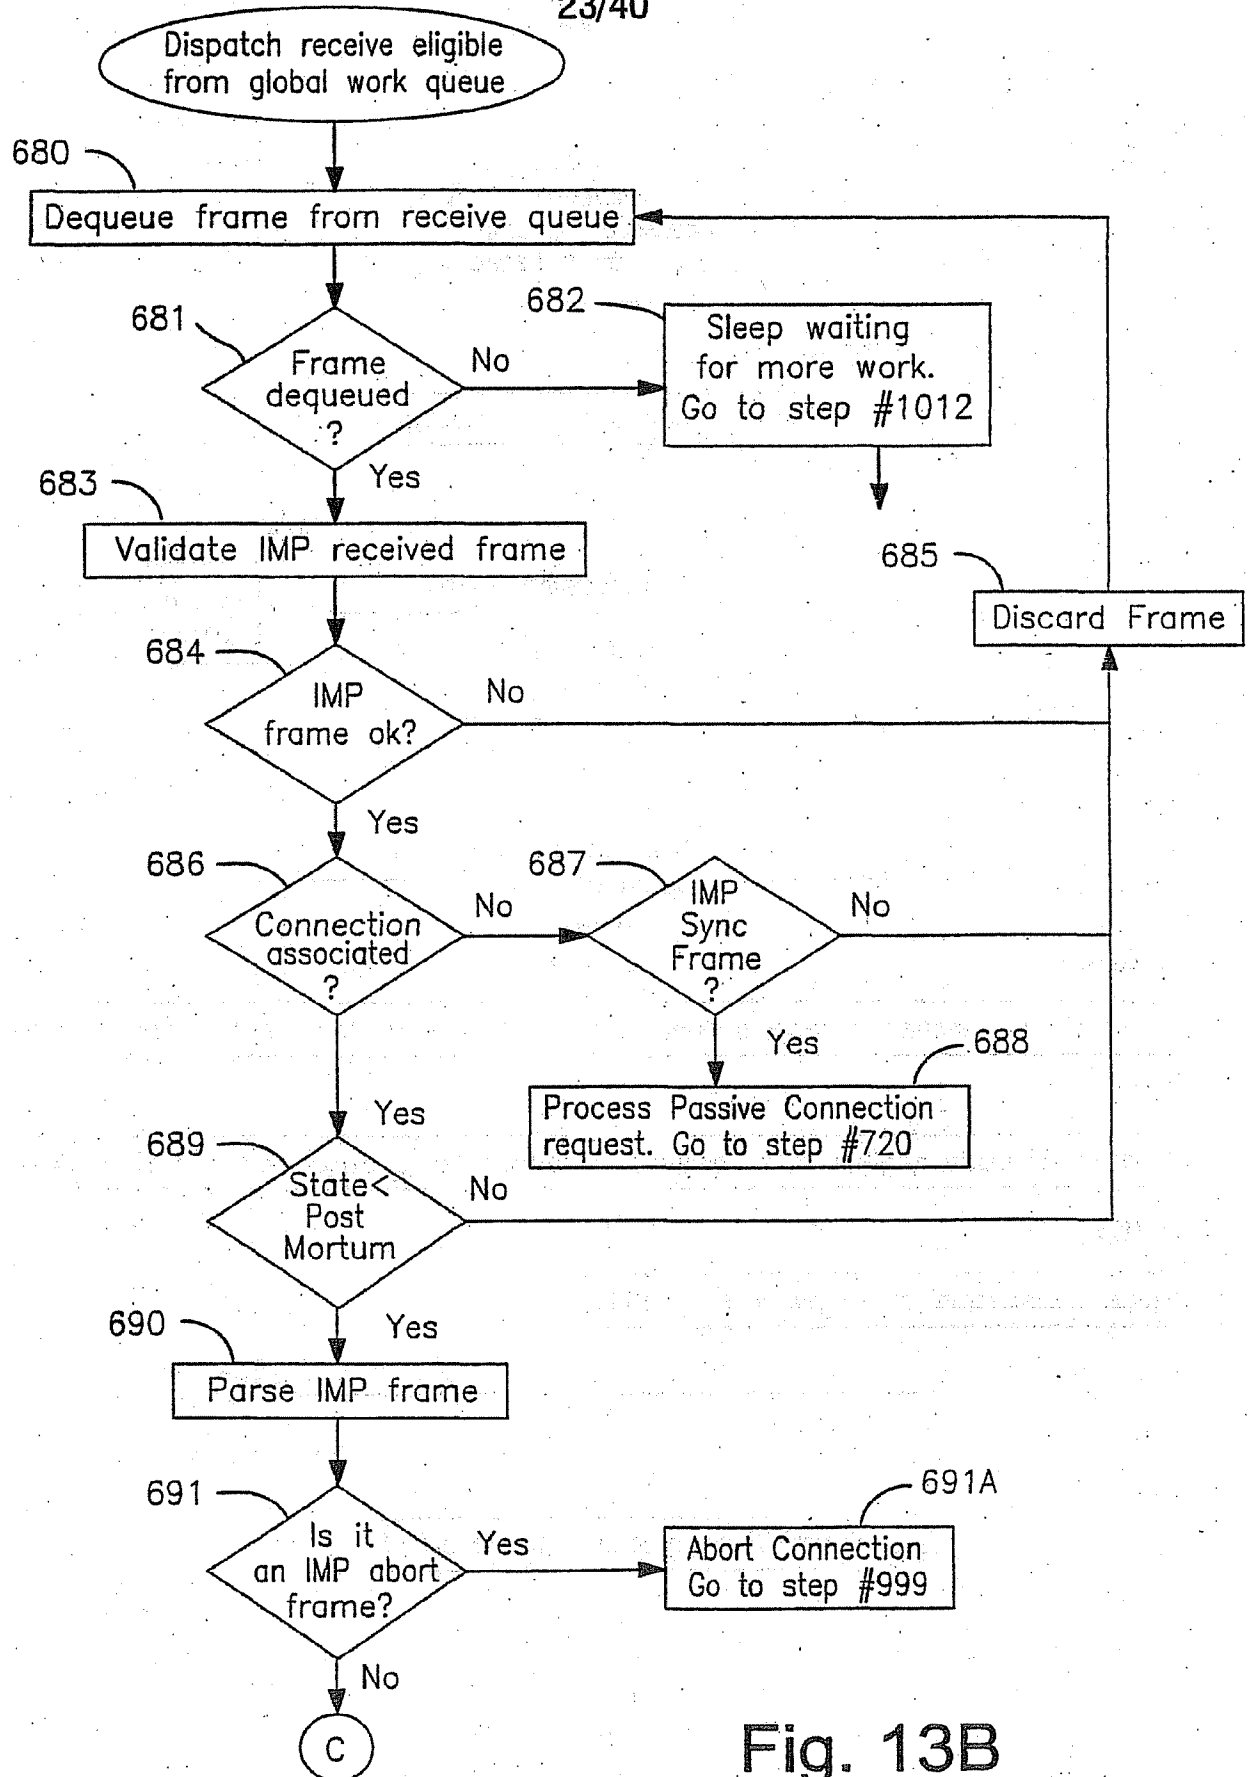 23/40
Dispatch receive eligible
from global work queue
680
Dequeue frame from receive queue
681
Frame
dequeued
?
No
682
Sleep waiting
for more work.
Go to step #1012
Yes
683
Validate IMP received frame
685
Discard Frame
684
IMP
frame ok?
No
Yes
686
Connection
associated
?
No
687
IMP
Sync
Frame
?
No
Yes
688
Process Passive Connection
request. Go to step #720
Yes
689
State<
Post
Mortum
No
Yes
690
Parse IMP frame
691
Is it
an IMP abort
frame?
Yes
691A
Abort Connection
Go to step #999
No
C
Fig. 13B